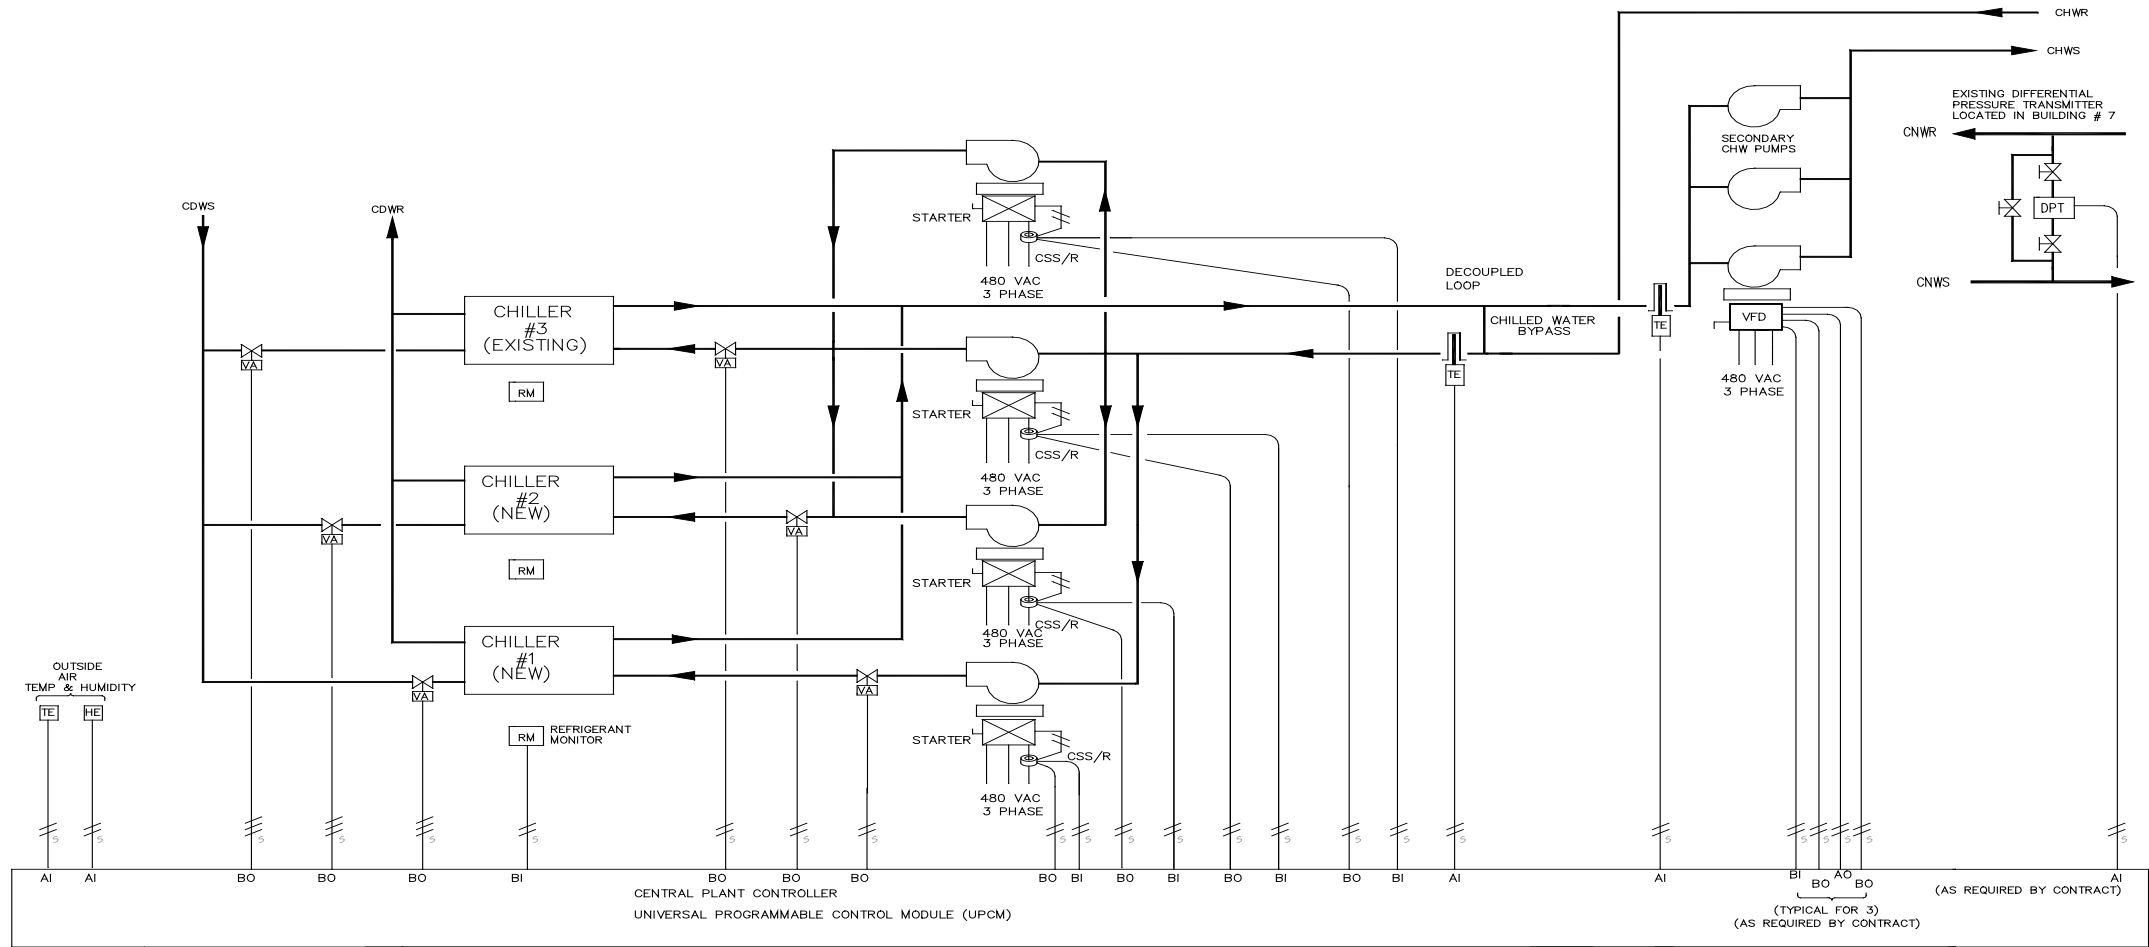 CHWR
CHWS
EXISTING DIFFERENTIAL
PRESSURE TRANSMITTER
LOCATED IN BUILDING # 7
CNWR
SECONDARY
CHW PUMPS
DPT
CNWS
CDWS
CDWR
STARTER
CSS/R
480 VAC
3 PHASE
DECOUPLED
LOOP
CHILLED WATER
BYPASS
TE
TE
VFD
480 VAC
3 PHASE
CHILLER
#3
(EXISTING)
VA
VA
RM
STARTER
CSS/R
480 VAC
3 PHASE
CHILLER
#2
(NEW)
VA
VA
RM
STARTER
CSS/R
480 VAC
3 PHASE
CHILLER
#1
(NEW)
VA
VA
OUTSIDE
AIR
TEMP & HUMIDITY
TE
HE
RM
REFRIGERANT
MONITOR
STARTER
CSS/R
480 VAC
3 PHASE
S S S S S S S S S S S S S S S S S S S S S S S S
AI AI BO BO BO BI BO BO BO BO BI BO BI BO BI BO BI AI AI BI BO AO BO AI
CENTRAL PLANT CONTROLLER
UNIVERSAL PROGRAMMABLE CONTROL MODULE (UPCM)
(TYPICAL FOR 3)
(AS REQUIRED BY CONTRACT)
(AS REQUIRED BY CONTRACT)